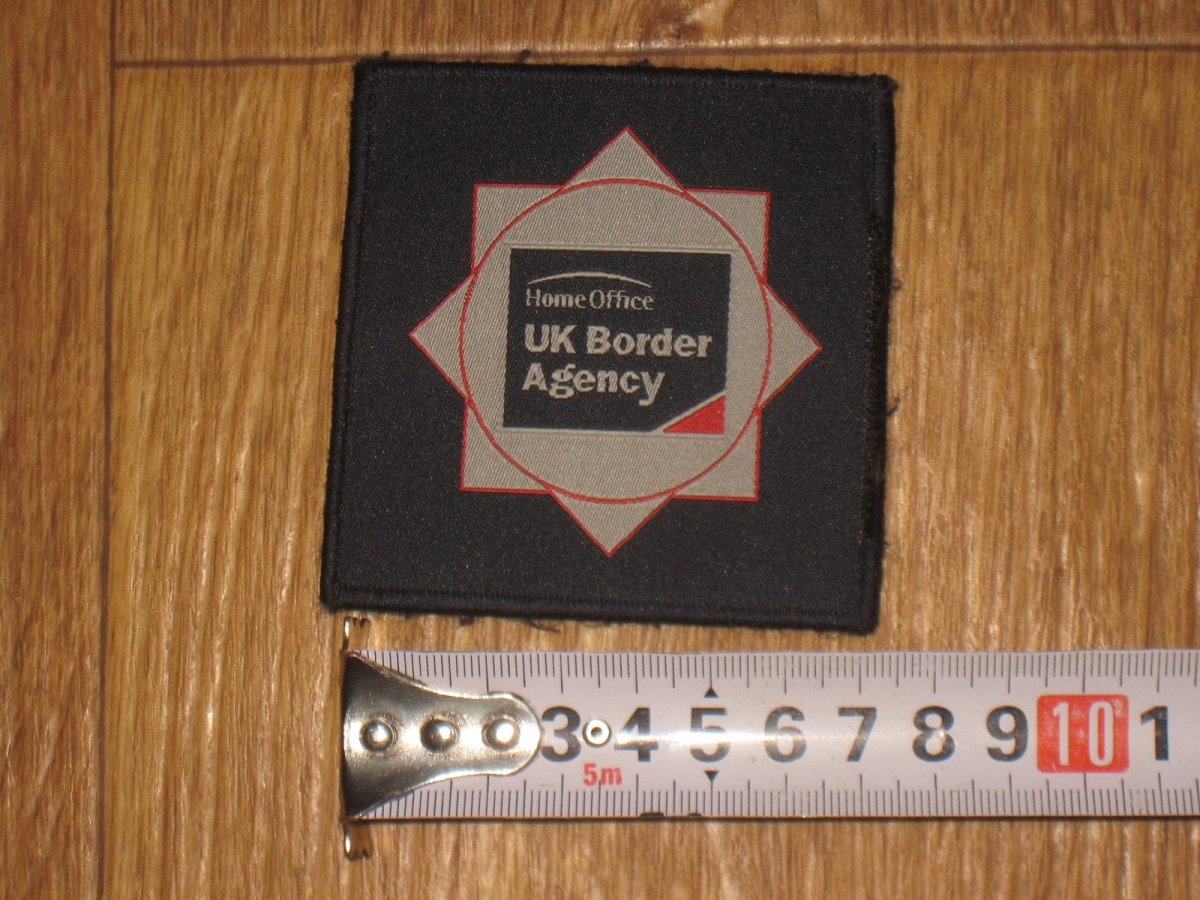 Home Office
UK Border
Agency
3 4 5 6 7 8 9 10 1
5m